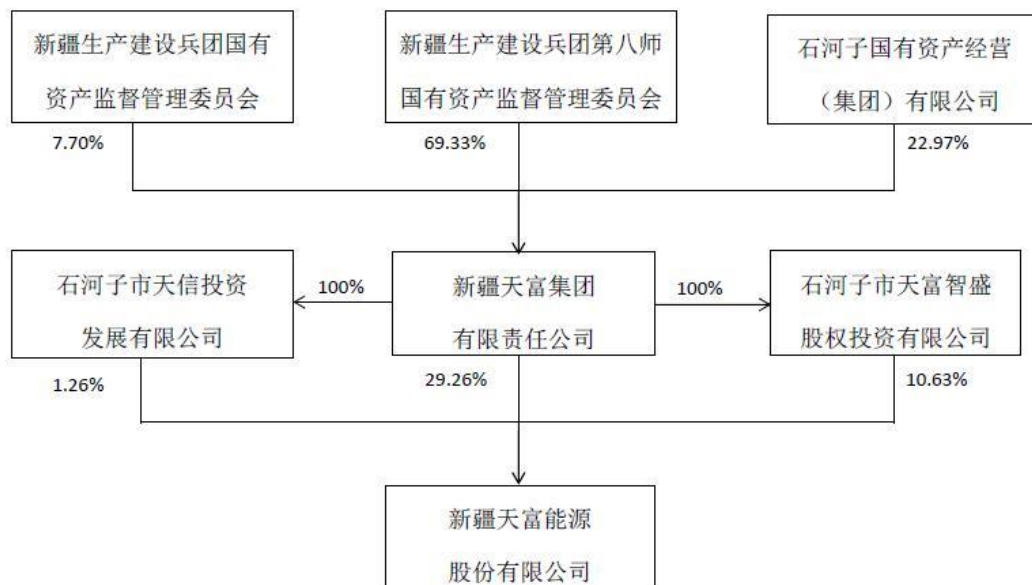 新疆生产建设兵团国有
资产监督管理委员会
新疆生产建设兵团第八师
国有资产监督管理委员会
石河子国有资产经营
（集团）有限公司
7.70%
69.33%
22.97%
石河子市天信投资
发展有限公司
100%
新疆天富集团
有限责任公司
100%
石河子市天富智盛
股权投资有限公司
1.26%
29.26%
10.63%
新疆天富能源
股份有限公司